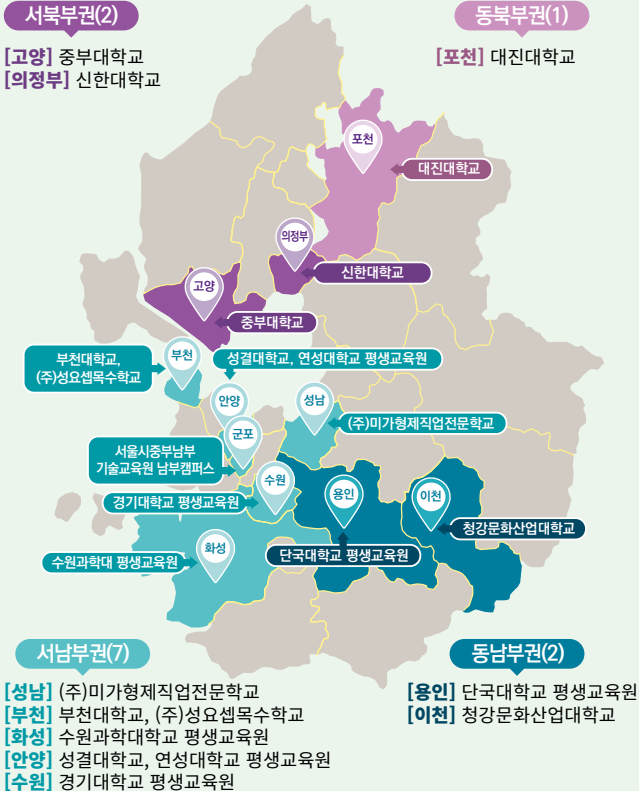 서북부권(2)
[고양] 중부대학교
[의정부] 신한대학교
동북부권(1)
[포천] 대진대학교
포천
대진대학교
의정부
신한대학교
고양
중부대학교
부천
부천대학교,
(주)성요셉목수학교
성결대학교, 연성대학교 평생교육원
안양
성남
(주)미가형제직업전문학교
군포
서울시중부남부
기술교육원 남부캠퍼스
수원
경기대학교 평생교육원
용인
이천
청강문화산업대학교
단국대학교 평생교육원
화성
수원과학대 평생교육원
서남부권(7)
[성남] (주)미가형제직업전문학교
[부천] 부천대학교, (주)성요셉목수학교
[화성] 수원과학대학교 평생교육원
[안양] 성결대학교, 연성대학교 평생교육원
[수원] 경기대학교 평생교육원
동남부권(2)
[용인] 단국대학교 평생교육원
[이천] 청강문화산업대학교